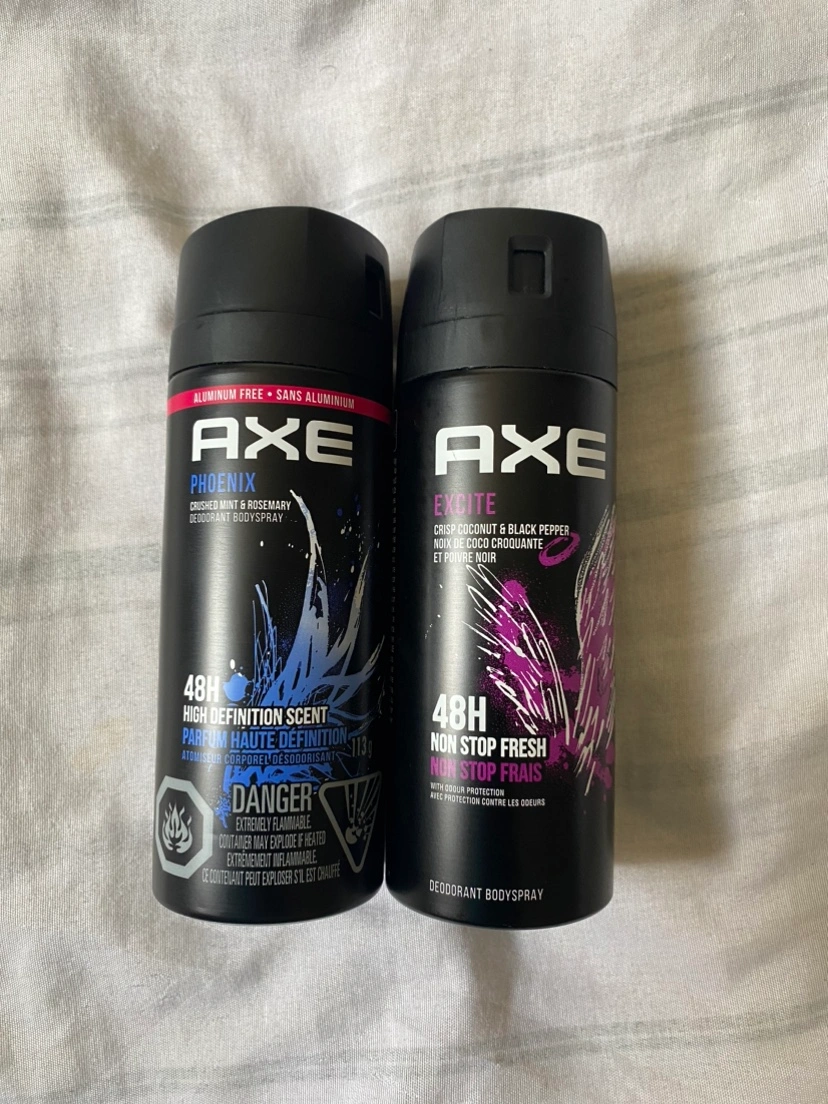 ALUMINUM FREE • SANS ALUMINIUM
AXE
PHOENIX
CRUSHED MINT & ROSEMARY
DEODORANT BODYSPRAY
48H
HIGH DEFINITION SCENT
PARFUM HAUTE DÉFINITION
ATOMISEUR CORPOREL DÉSODORISANT
113 g
DANGER
EXTREMELY FLAMMABLE.
CONTAINER MAY EXPLODE IF HEATED
EXTRÊMEMENT INFLAMMABLE.
CE CONTENANT PEUT EXPLOSER S'IL EST CHAUFFÉ
AXE
EXCITE
CRISP COCONUT & BLACK PEPPER
NOIX DE COCO CROQUANTE
ET POIVRE NOIR
48H
NON STOP FRESH
NON STOP FRAIS
WITH ODOUR PROTECTION
AVEC PROTECTION CONTRE LES ODEURS
DEODORANT BODYSPRAY